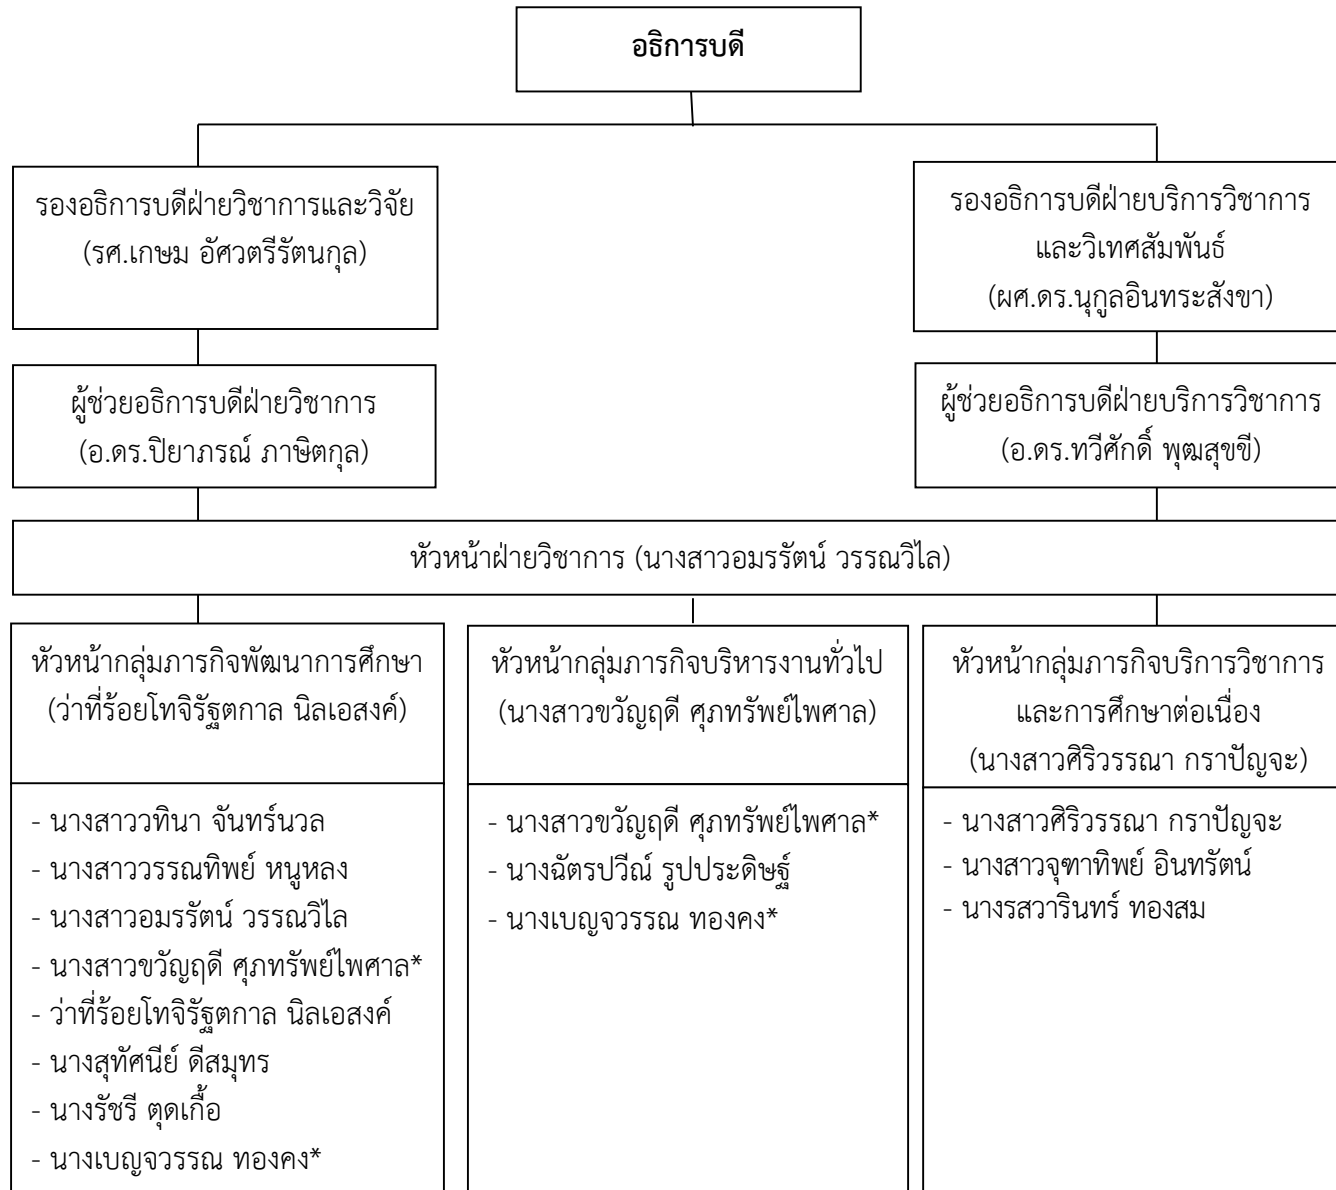 อธิการบดี
รองอธิการบดีฝ่ายวิชาการและวิจัย
(รศ.เกษม อัศวตรีรัตนกุล)
รองอธิการบดีฝ่ายบริการวิชาการ
และวิเทศสัมพันธ์
(ผศ.ดร.นุกูลอินทระสังขา)
ผู้ช่วยอธิการบดีฝ่ายวิชาการ
(อ.ดร.ปิยาภรณ์ ภาษิตกุล)
ผู้ช่วยอธิการบดีฝ่ายบริการวิชาการ
(อ.ดร.ทวีศักดิ์ พุฒสุขขี)
หัวหน้าฝ่ายวิชาการ (นางสาวอมรรัตน์ วรรณวิไล)
หัวหน้ากลุ่มภารกิจพัฒนาการศึกษา
(ว่าที่ร้อยโทจิรัฐตกาล นิลเอสงค์)
- นางสาววทินา จันทร์นวล
- นางสาววรรณทิพย์ หนูหลง
- นางสาวอมรรัตน์ วรรณวิไล
- นางสาวขวัญฤดี ศุภทรัพย์ไพศาล*
- ว่าที่ร้อยโทจิรัฐตกาล นิลเอสงค์
- นางสุทัศนีย์ ดีสมุทร
- นางรัชรี ตุดเกื้อ
- นางเบญจวรรณ ทองคง*
หัวหน้ากลุ่มภารกิจบริหารงานทั่วไป
(นางสาวขวัญฤดี ศุภทรัพย์ไพศาล)
- นางสาวขวัญฤดี ศุภทรัพย์ไพศาล*
- นางฉัตรปวีณ์ รูปประดิษฐ์
- นางเบญจวรรณ ทองคง*
หัวหน้ากลุ่มภารกิจบริการวิชาการ
และการศึกษาต่อเนื่อง
(นางสาวศิริวรรณา กราปัญจะ)
- นางสาวศิริวรรณา กราปัญจะ
- นางสาวจุฑาทิพย์ อินทรัตน์
- นางรสวารินทร์ ทองสม